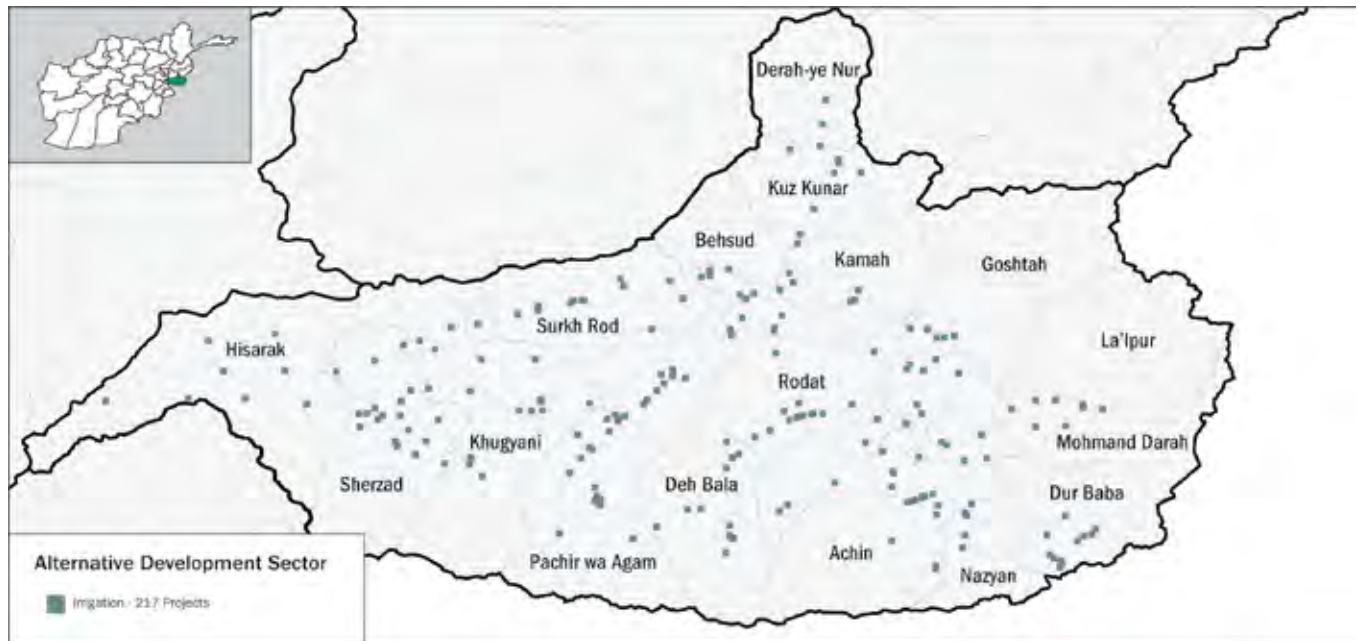 Derah-ye Nur
Kuz Kunar
Behsud
Kamah
Goshtah
Surkh Rod
La'lpur
Hisarak
Rodat
Khugyani
Mohmand Darah
Sherzad
Deh Bala
Dur Baba
Achin
Pachir wa Agam
Nazyan
Alternative Development Sector
Irrigation - 217 Projects